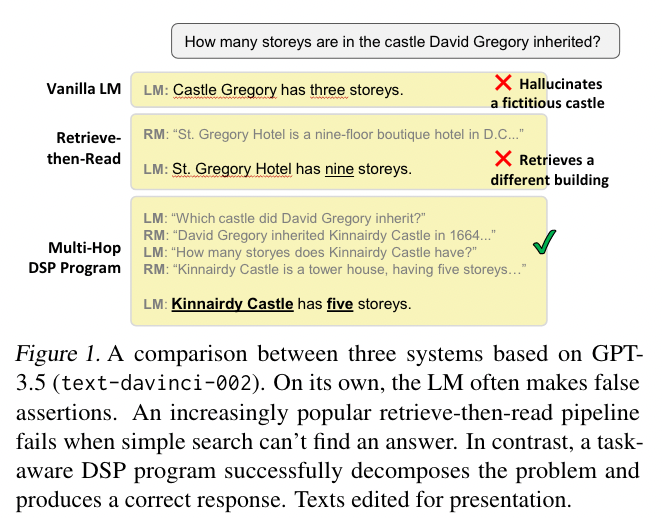 How many storeys are in the castle David Gregory inherited?
Vanilla LM
LM: Castle Gregory has three storeys.
❌ Hallucinates
a fictitious castle
Retrieve-
then-Read
RM: “St. Gregory Hotel is a nine-floor boutique hotel in D.C...”
LM: St. Gregory Hotel has nine storeys.
❌ Retrieves a
different building
Multi-Hop
DSP Program
LM: “Which castle did David Gregory inherit?”
RM: “David Gregory inherited Kinnairdy Castle in 1664...”
LM: “How many storyes does Kinnairdy Castle have?”
RM: “Kinnairdy Castle is a tower house, having five storeys…”
LM: Kinnairdy Castle has five storeys.
Figure 1. A comparison between three systems based on GPT-
3.5 (text-davinci-002). On its own, the LM often makes false
assertions. An increasingly popular retrieve-then-read pipeline
fails when simple search can’t find an answer. In contrast, a task-
aware DSP program successfully decomposes the problem and
produces a correct response. Texts edited for presentation.